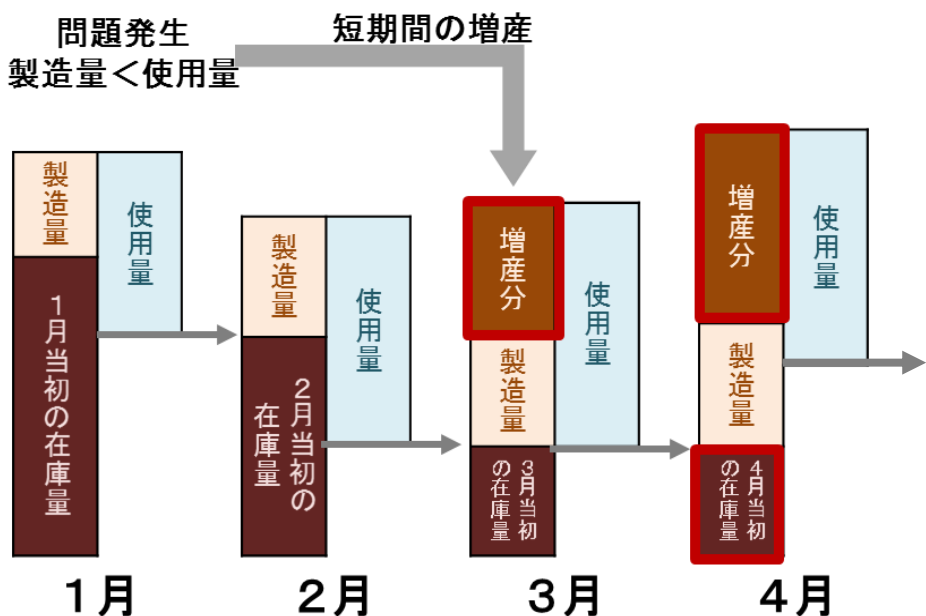 問題発生
製造量＜使用量
短期間の増産
製造量
使用量
1月当初の在庫量
製造量
使用量
2月当初の
在庫量
増産分
使用量
製造量
3月当初
の在庫量
増産分
使用量
製造量
4月当初
の在庫量
1月
2月
3月
4月